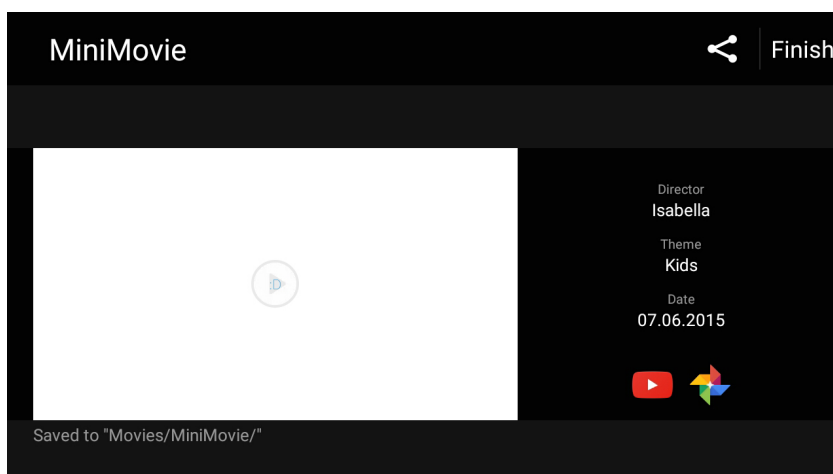 MiniMovie
Finish
:D
Director
Isabella
Theme
Kids
Date
07.06.2015
Saved to "Movies/MiniMovie/"